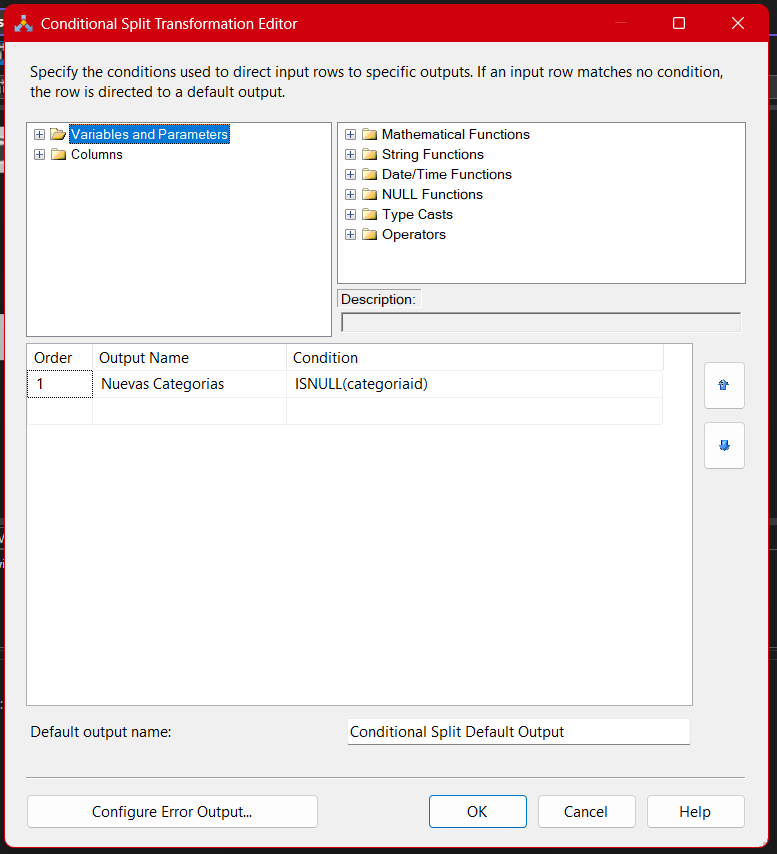 Conditional Split Transformation Editor
Specify the conditions used to direct input rows to specific outputs. If an input row matches no condition,
the row is directed to a default output.
Variables and Parameters
Columns
Mathematical Functions
String Functions
Date/Time Functions
NULL Functions
Type Casts
Operators
Description:
Order Output Name Condition
1 Nuevas Categorias ISNULL(categoriaid)
Default output name: Conditional Split Default Output
Configure Error Output... OK Cancel Help